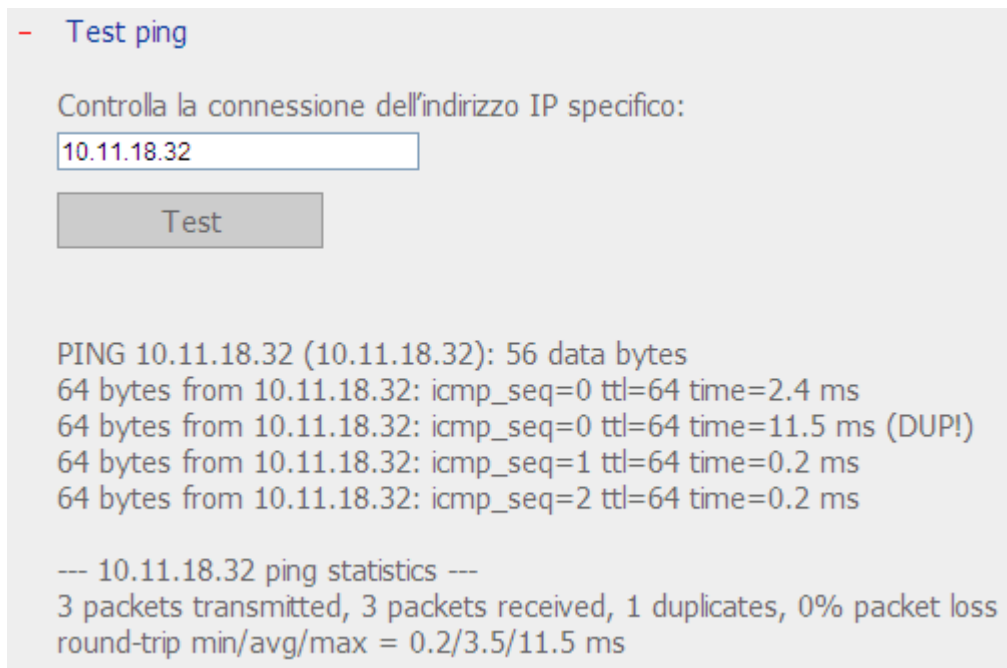 – Test ping
Controlla la connessione dell'indirizzo IP specifico:
10.11.18.32
Test
PING 10.11.18.32 (10.11.18.32): 56 data bytes
64 bytes from 10.11.18.32: icmp_seq=0 ttl=64 time=2.4 ms
64 bytes from 10.11.18.32: icmp_seq=0 ttl=64 time=11.5 ms (DUP!)
64 bytes from 10.11.18.32: icmp_seq=1 ttl=64 time=0.2 ms
64 bytes from 10.11.18.32: icmp_seq=2 ttl=64 time=0.2 ms
--- 10.11.18.32 ping statistics ---
3 packets transmitted, 3 packets received, 1 duplicates, 0% packet loss
round-trip min/avg/max = 0.2/3.5/11.5 ms